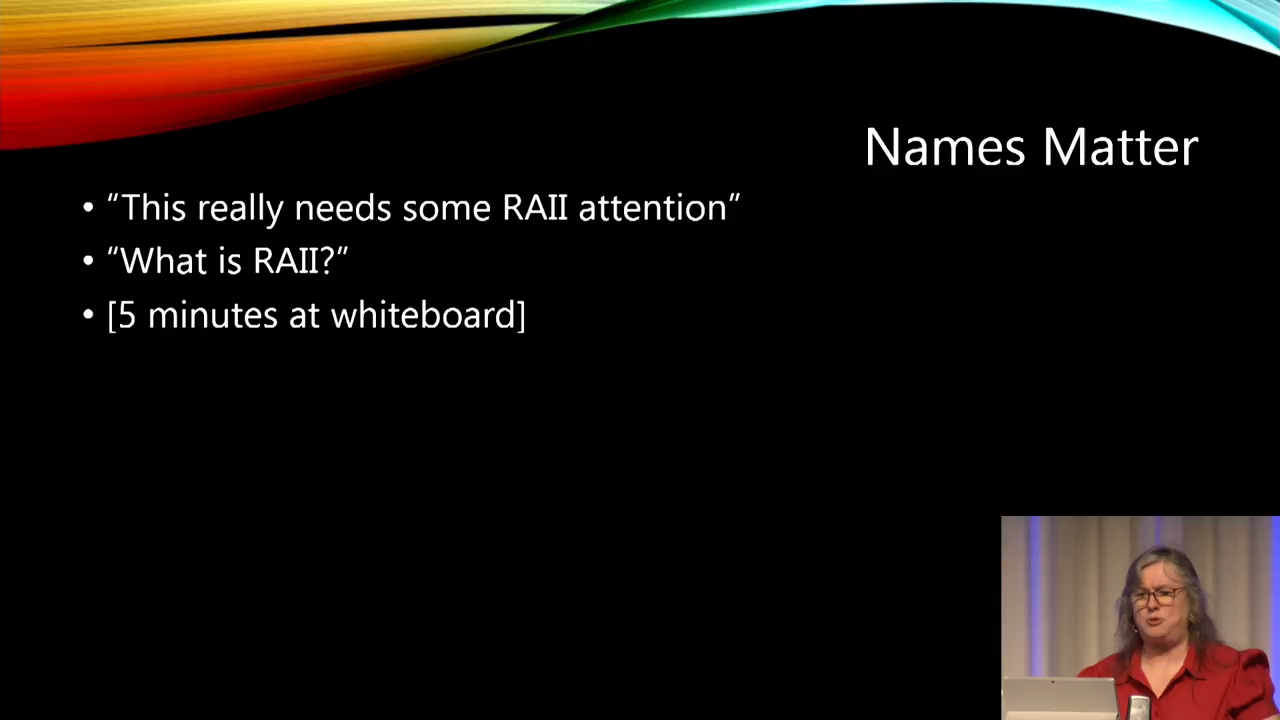 Names Matter
• “This really needs some RAII attention”
• “What is RAII?”
• [5 minutes at whiteboard]